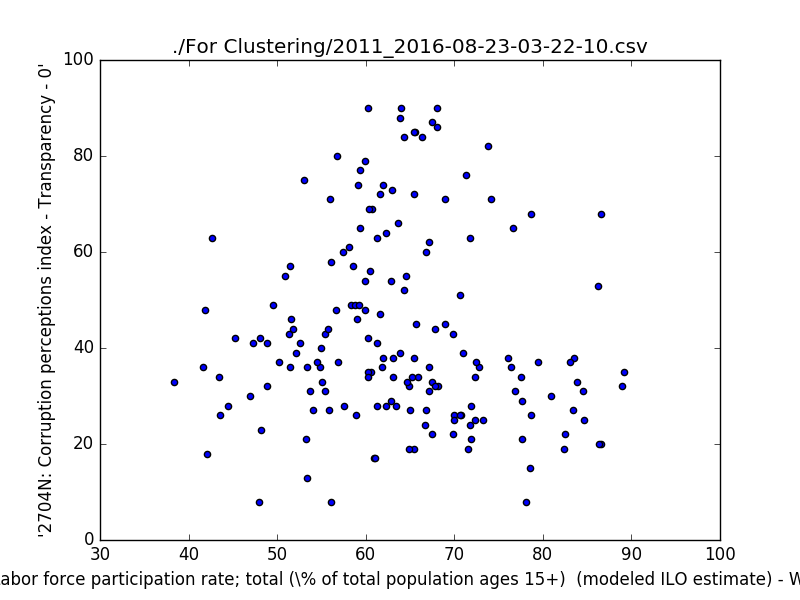 ./For Clustering/2011_2016-08-23-03-22-10.csv
100
80
60
40
20
0
'2704N: Corruption perceptions index - Transparency - 0'
30 40 50 60 70 80 90 100
abor force participation rate; total (\% of total population ages 15+) (modeled ILO estimate) - W